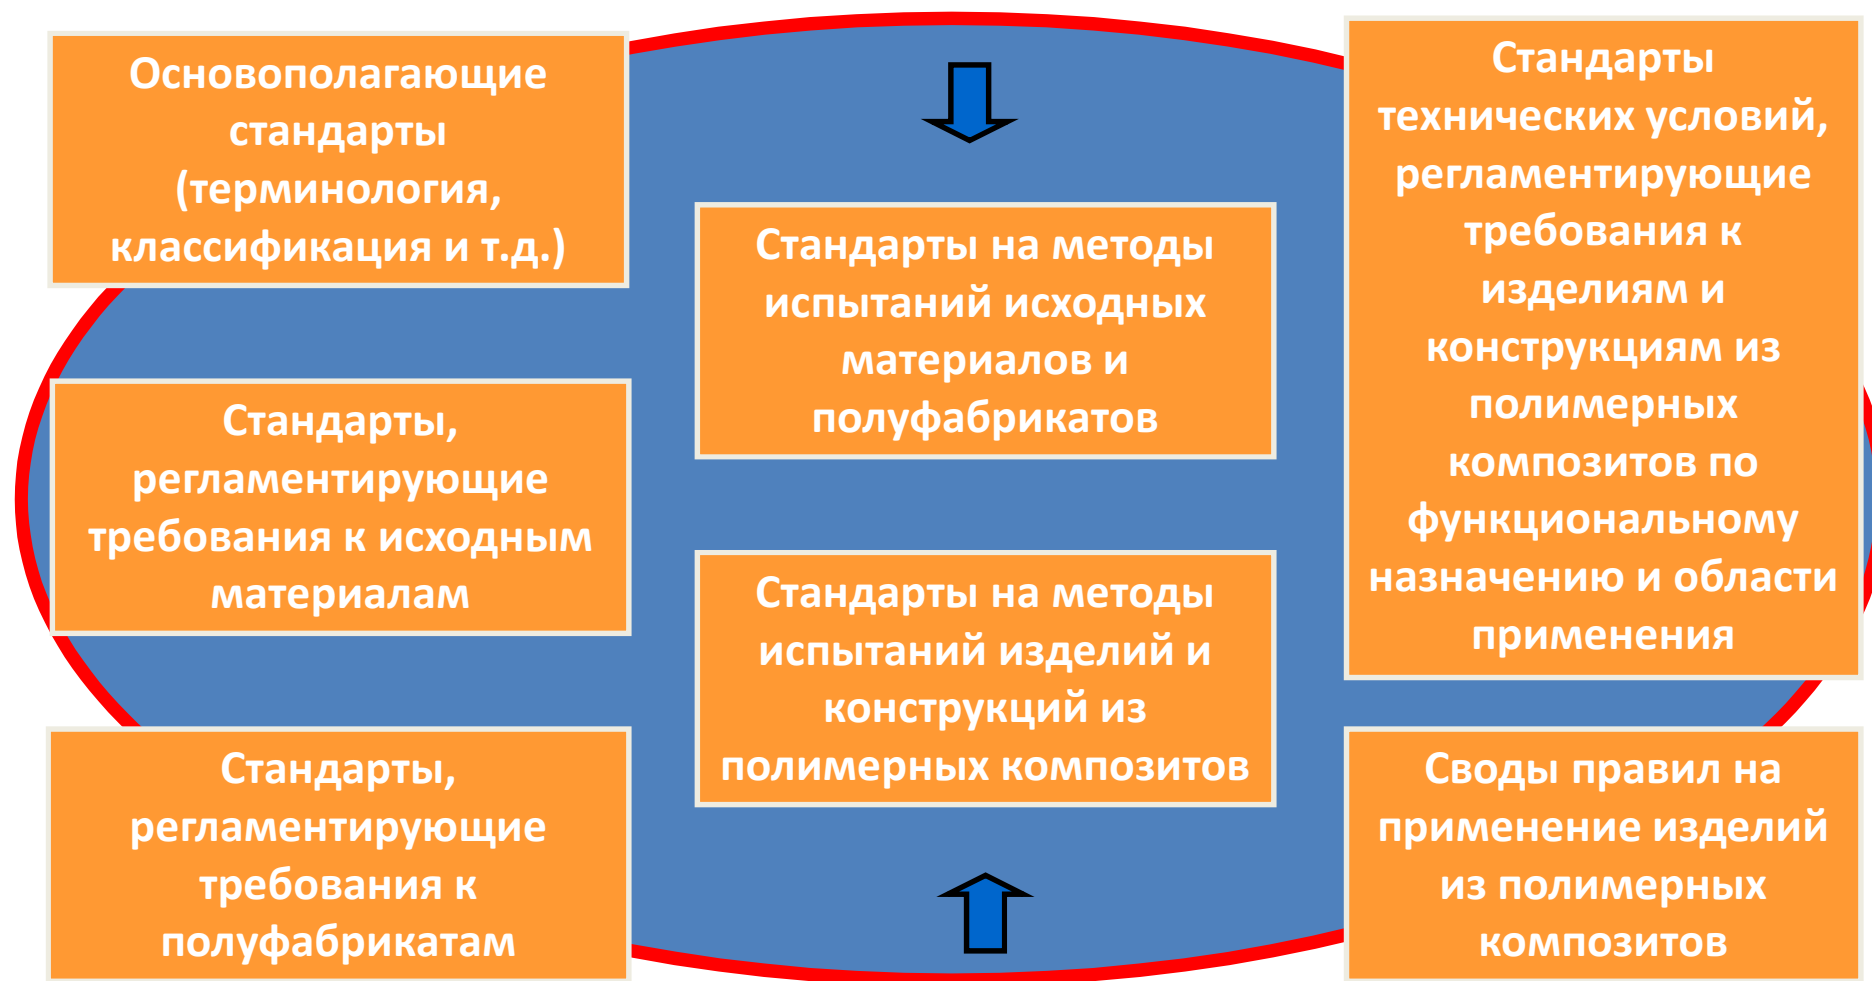 Основополагающие
стандарты
(терминология,
классификация и т.д.)
Стандарты,
регламентирующие
требования к исходным
материалам
Стандарты,
регламентирующие
требования к
полуфабрикатам
Стандарты на методы
испытаний исходных
материалов и
полуфабрикатов
Стандарты на методы
испытаний изделий и
конструкций из
полимерных композитов
Стандарты
технических условий,
регламентирующие
требования к
изделиям и
конструкциям из
полимерных
композитов по
функциональному
назначению и области
применения
Своды правил на
применение изделий
из полимерных
композитов